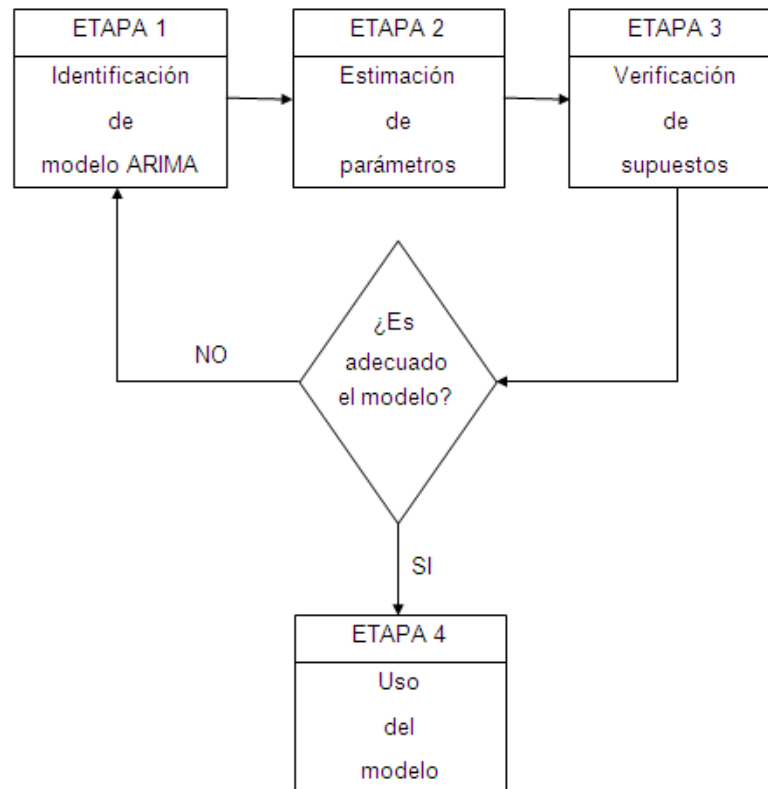 ETAPA 1
Identificación
de
modelo ARIMA
ETAPA 2
Estimación
de
parámetros
ETAPA 3
Verificación
de
supuestos
¿Es
adecuado
el modelo?
NO
SI
ETAPA 4
Uso
del
modelo